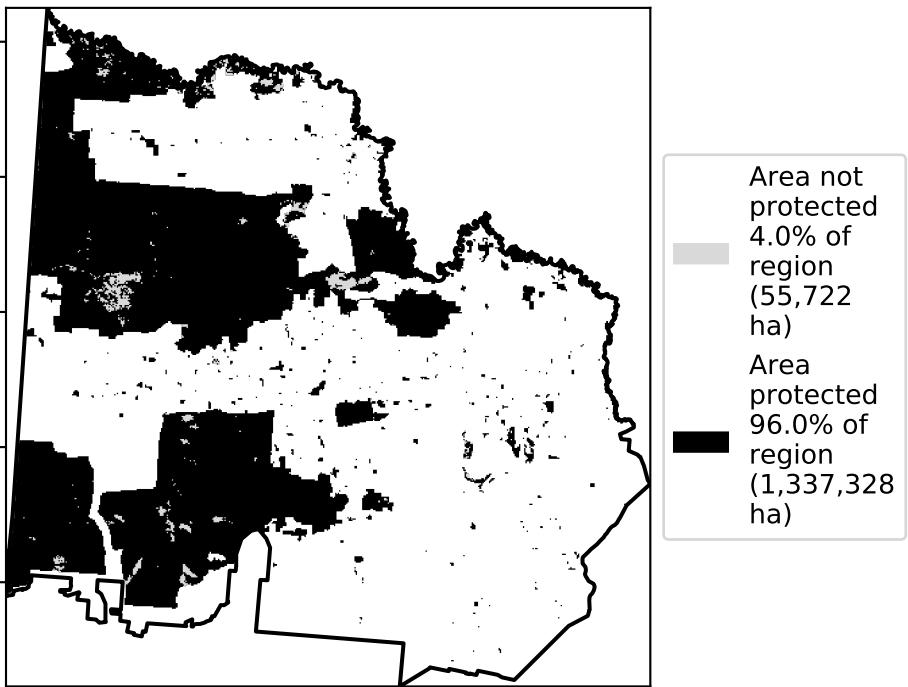 Area not
protected
4.0% of
region
(55,722
ha)
Area
protected
96.0% of
region
(1,337,328
ha)